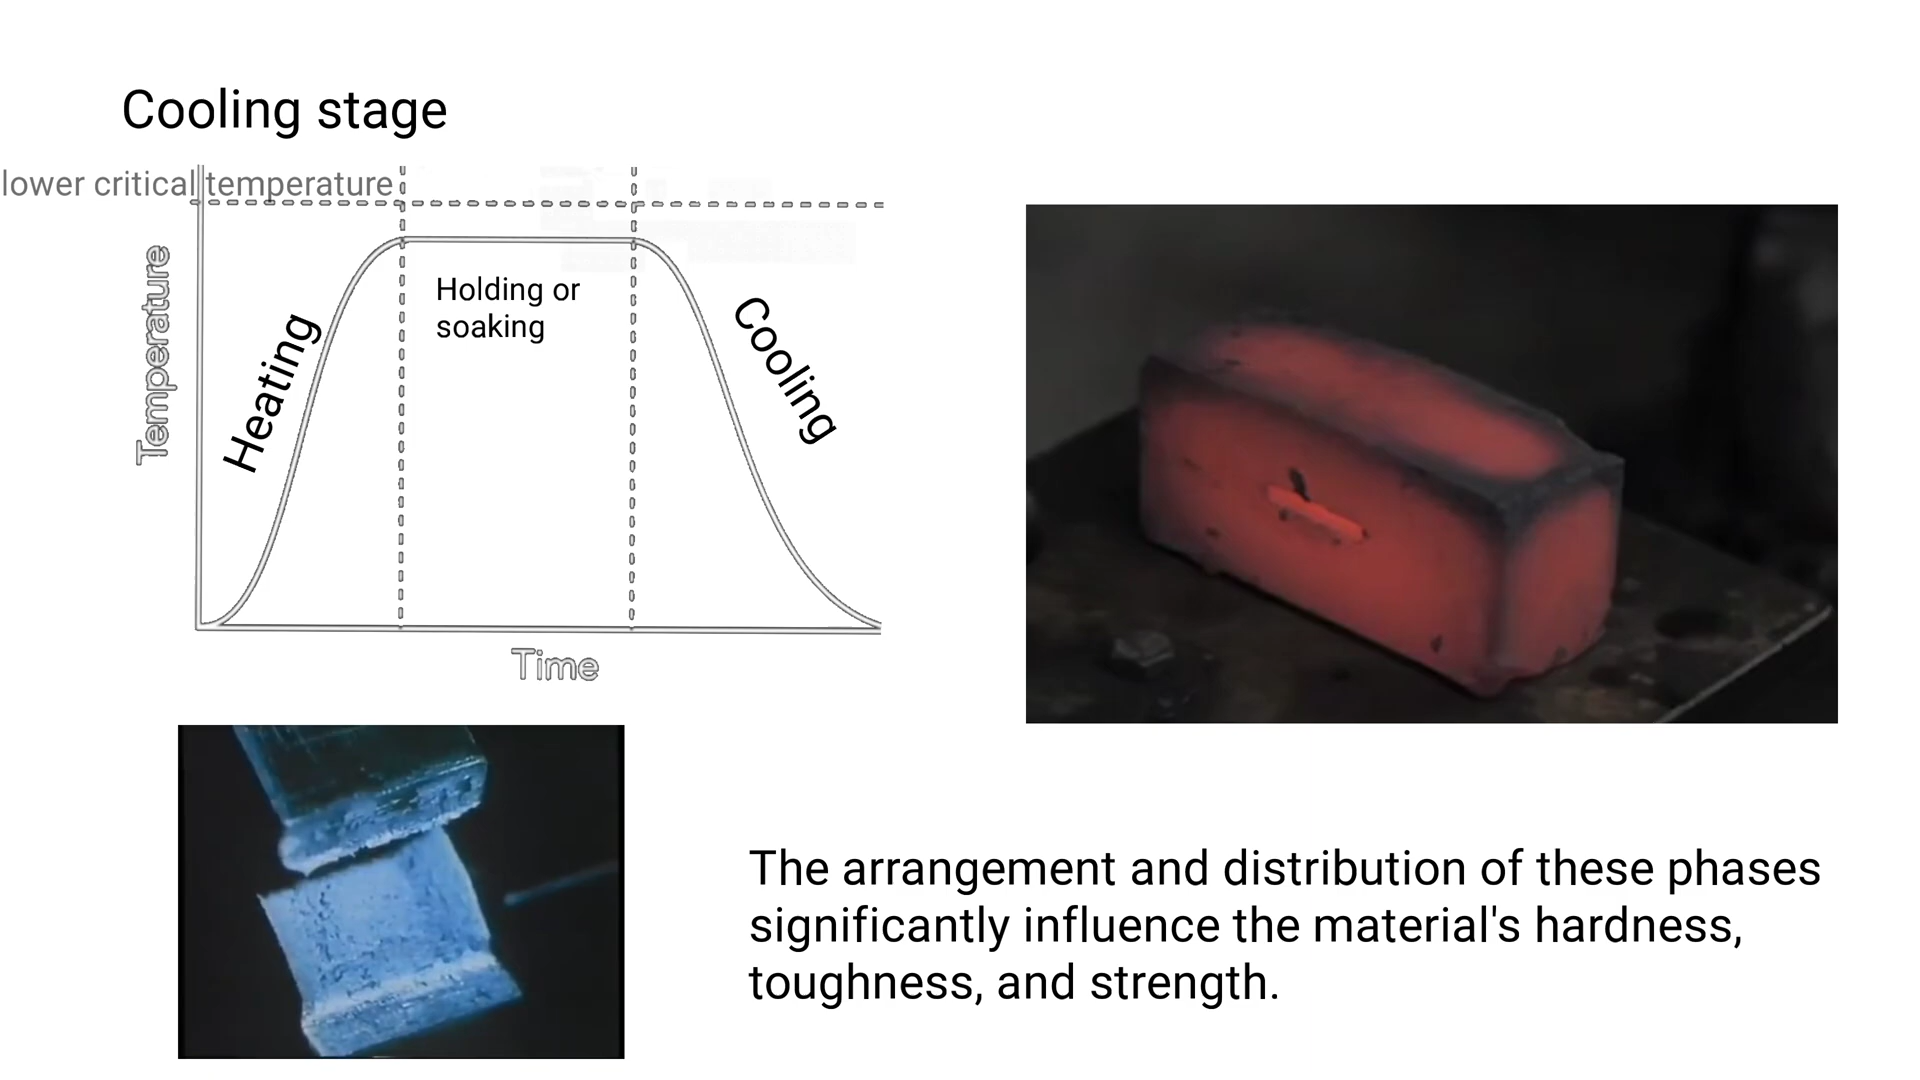 Cooling stage
lower critical temperature
Temperature
Heating
Holding or
soaking
Cooling
Time
The arrangement and distribution of these phases
significantly influence the material's hardness,
toughness, and strength.